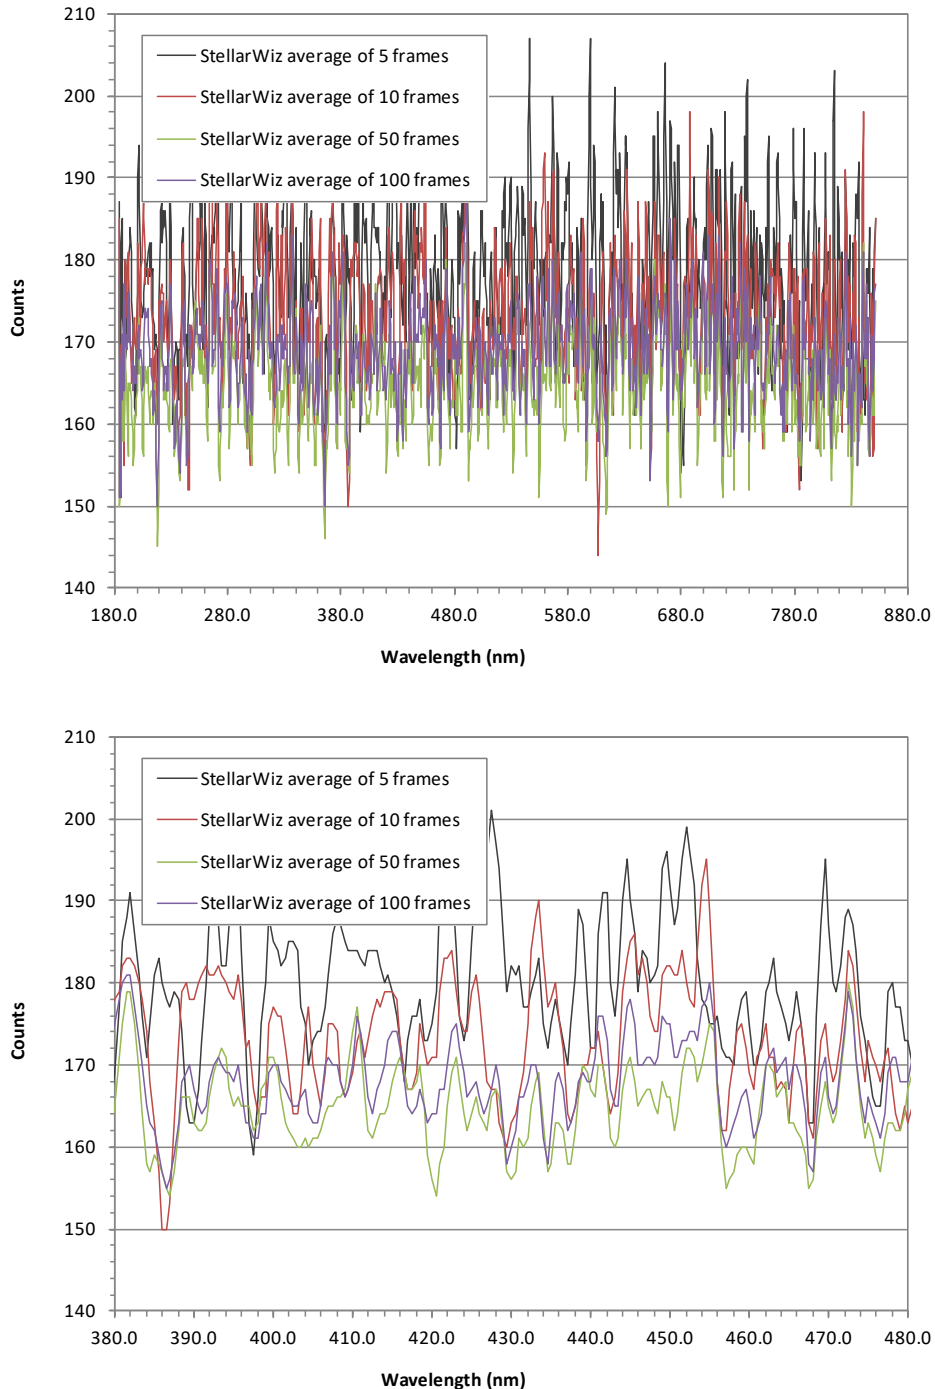 210
200
190
180
170
160
150
140
Counts
StellarWiz average of 5 frames
StellarWiz average of 10 frames
StellarWiz average of 50 frames
StellarWiz average of 100 frames
180.0 280.0 380.0 480.0 580.0 680.0 780.0 880.0
Wavelength (nm)
210
200
190
180
170
160
150
140
Counts
StellarWiz average of 5 frames
StellarWiz average of 10 frames
StellarWiz average of 50 frames
StellarWiz average of 100 frames
380.0 390.0 400.0 410.0 420.0 430.0 440.0 450.0 460.0 470.0 480.0
Wavelength (nm)